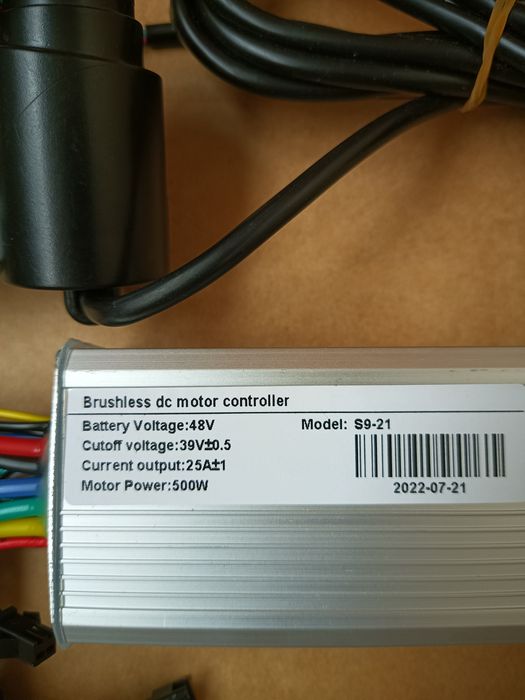 Brushless dc motor controller
Battery Voltage:48V
Model: S9-21
Cutoff voltage:39V±0.5
Current output:25A±1
Motor Power:500W
2022-07-21